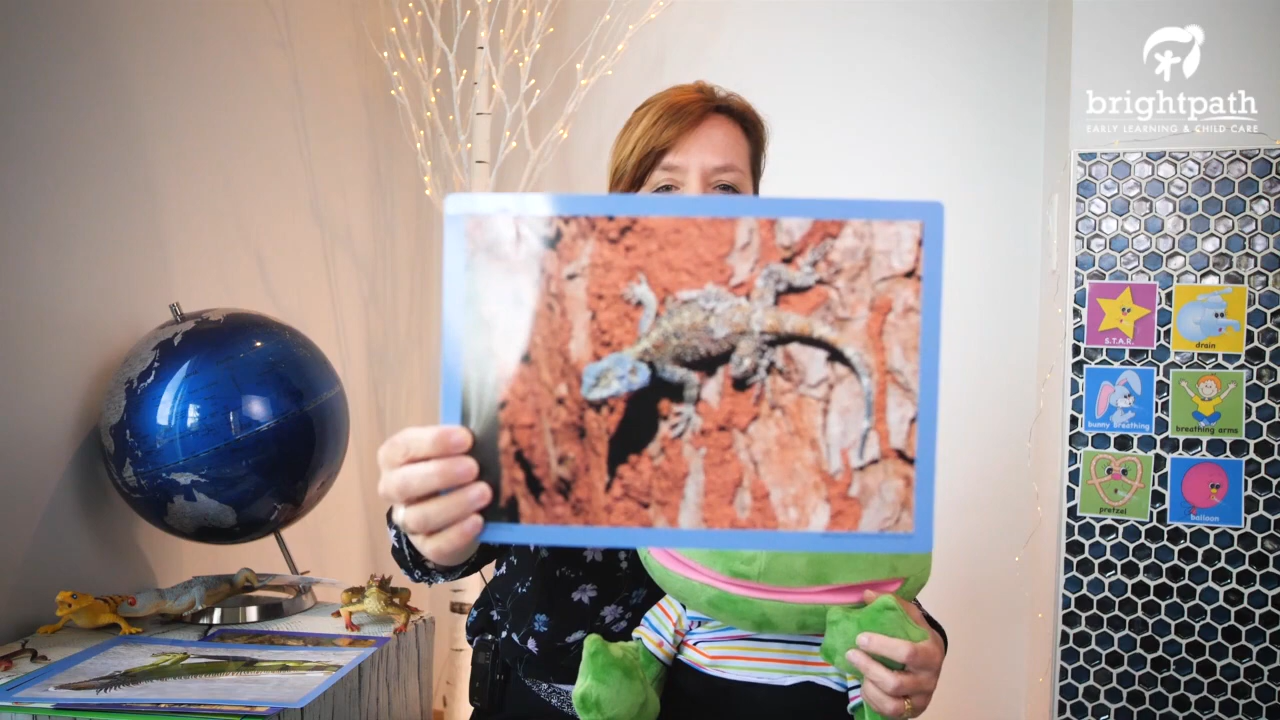 brightpath
EARLY LEARNING & CHILD CARE
S.T.A.R.
drain
bunny breathing
breathing arms
pretzel
balloon